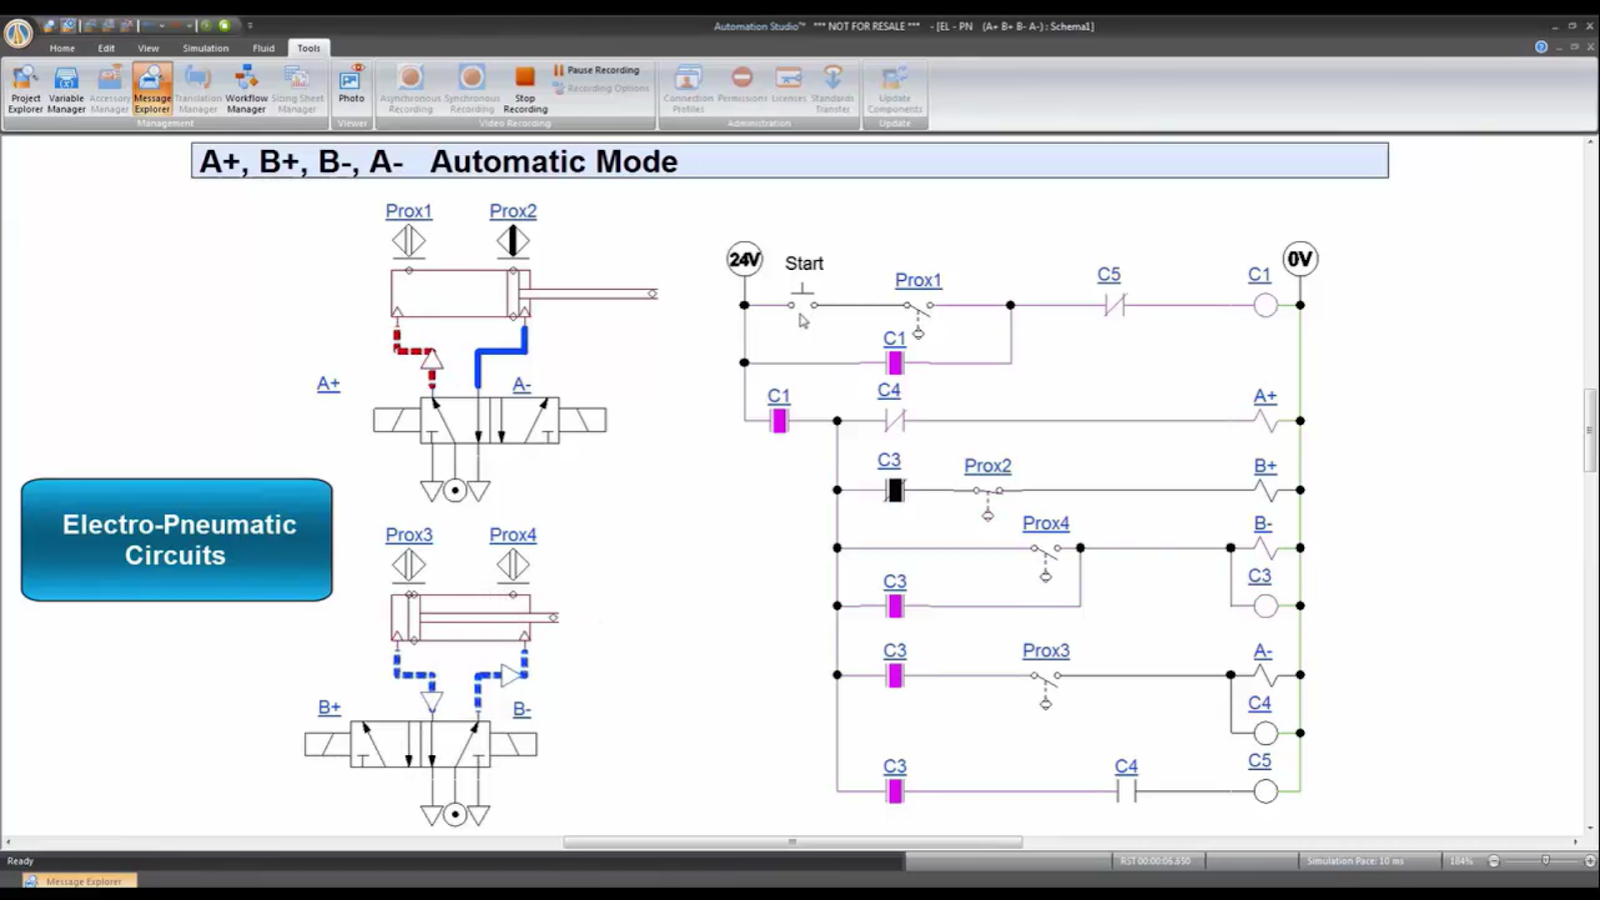 Automation Studio™ *** NOT FOR RESALE *** - [EL - PN (A+ B+ B- A-) : Schema1]
Home Edit View Simulation Fluid Tools
Project Explorer
Variable Manager
Accessory Manager
Message Explorer
Translation Manager
Workflow Manager
Sizing Sheet Manager
Management
Photo
Viewer
Asynchronous Recording
Synchronous Recording
Stop Recording
Pause Recording
Recording Options
Video Recording
Connection Profiles
Permissions
Licenses
Standards Transfer
Administration
Update Components
Update
A+, B+, B-, A- Automatic Mode
Prox1 Prox2
A+ A-
Electro-Pneumatic
Circuits
Prox3 Prox4
B+ B-
24V Start Prox1 C5 C1 0V
C1
C1 C4 A+
C3 Prox2 B+
Prox4 B-
C3 C3
C3 Prox3 A-
C4
C3 C4 C5
Ready RST 00:00:06.650 Simulation Pace: 10 ms 184%
Message Explorer